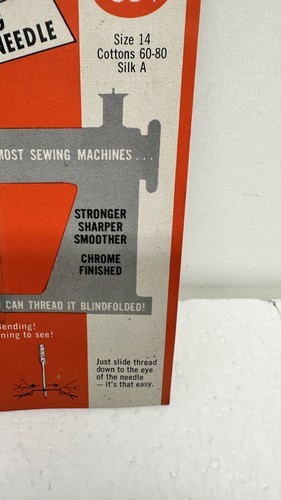 NEEDLE
Size 14
Cottons 60-80
Silk A
MOST SEWING MACHINES...
STRONGER
SHARPER
SMOOTHER
CHROME
FINISHED
CAN THREAD IT BLINDFOLDED!
Bending!
ning to see!
Just slide thread
down to the eye
of the needle
— it's that easy.